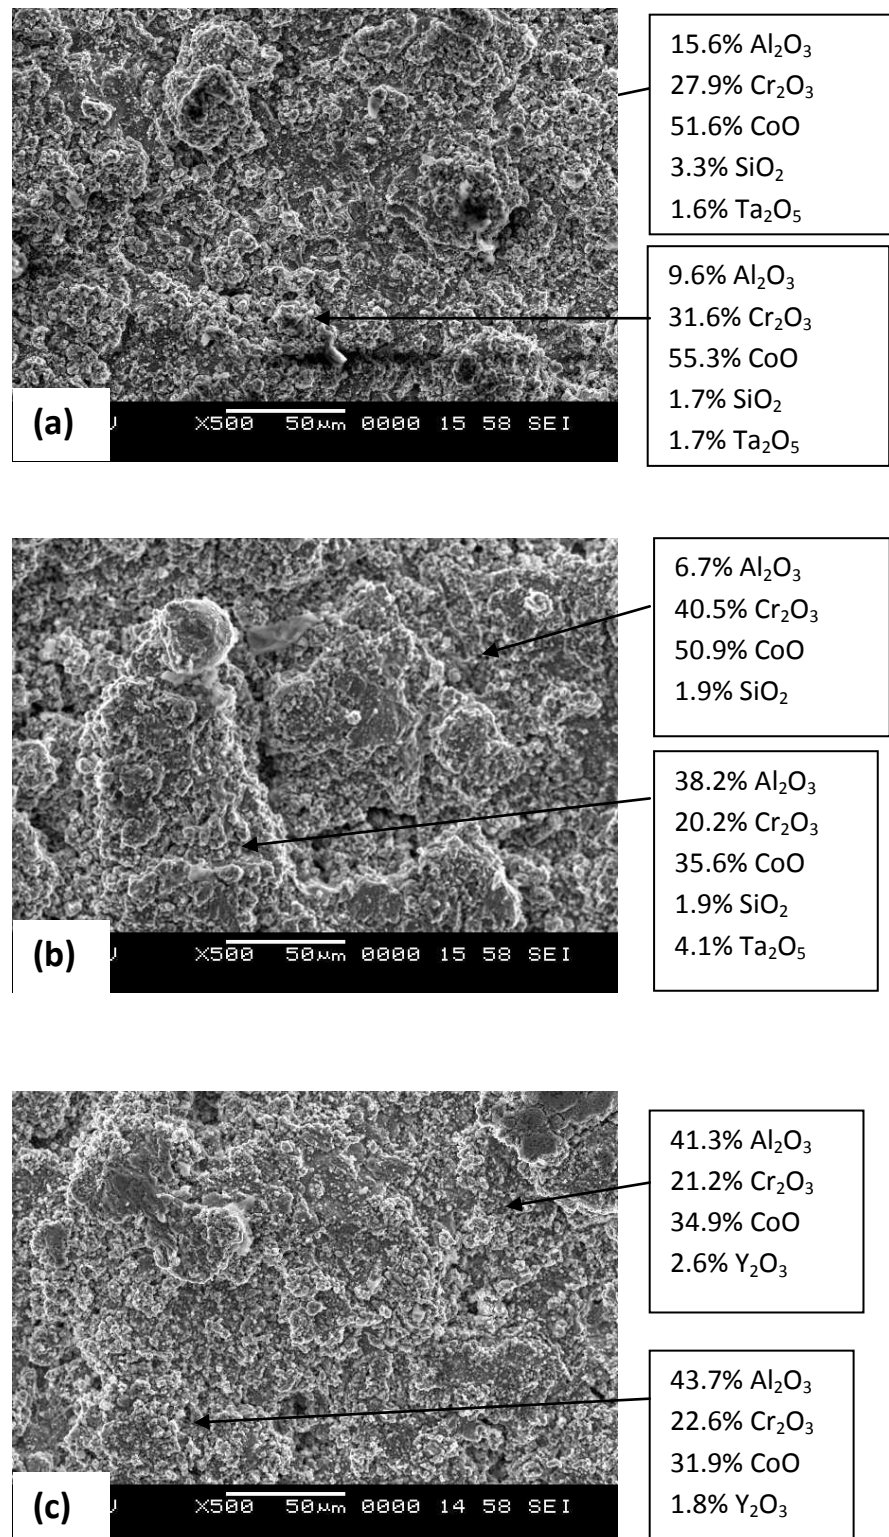 15.6% Al₂O₃
27.9% Cr₂O₃
51.6% CoO
3.3% SiO₂
1.6% Ta₂O₅
9.6% Al₂O₃
31.6% Cr₂O₃
55.3% CoO
1.7% SiO₂
1.7% Ta₂O₅
(a) X500 50µm 0000 15 58 SEI
6.7% Al₂O₃
40.5% Cr₂O₃
50.9% CoO
1.9% SiO₂
38.2% Al₂O₃
20.2% Cr₂O₃
35.6% CoO
1.9% SiO₂
4.1% Ta₂O₅
(b) X500 50µm 0000 15 58 SEI
41.3% Al₂O₃
21.2% Cr₂O₃
34.9% CoO
2.6% Y₂O₃
43.7% Al₂O₃
22.6% Cr₂O₃
31.9% CoO
1.8% Y₂O₃
(c) X500 50µm 0000 14 58 SEI